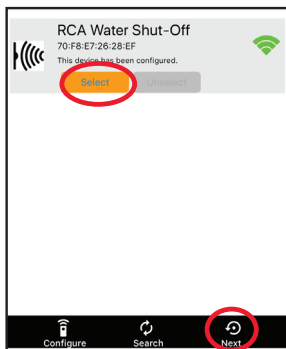 RCA Water Shut-Off
70:F8:E7:26:28:EF
This device has been configured.
Select Unselect
Configure Search Next